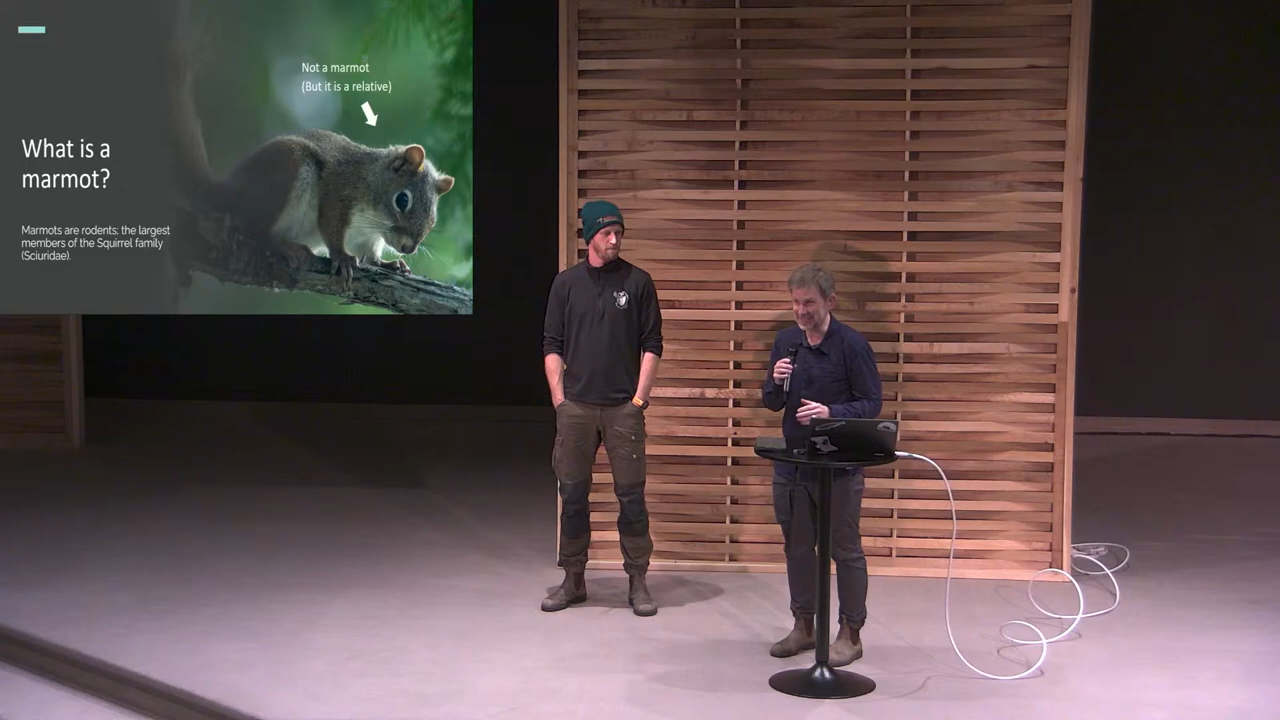 Not a marmot
(But it is a relative)
What is a
marmot?
Marmots are rodents; the largest
members of the Squirrel family
(Sciuridae).